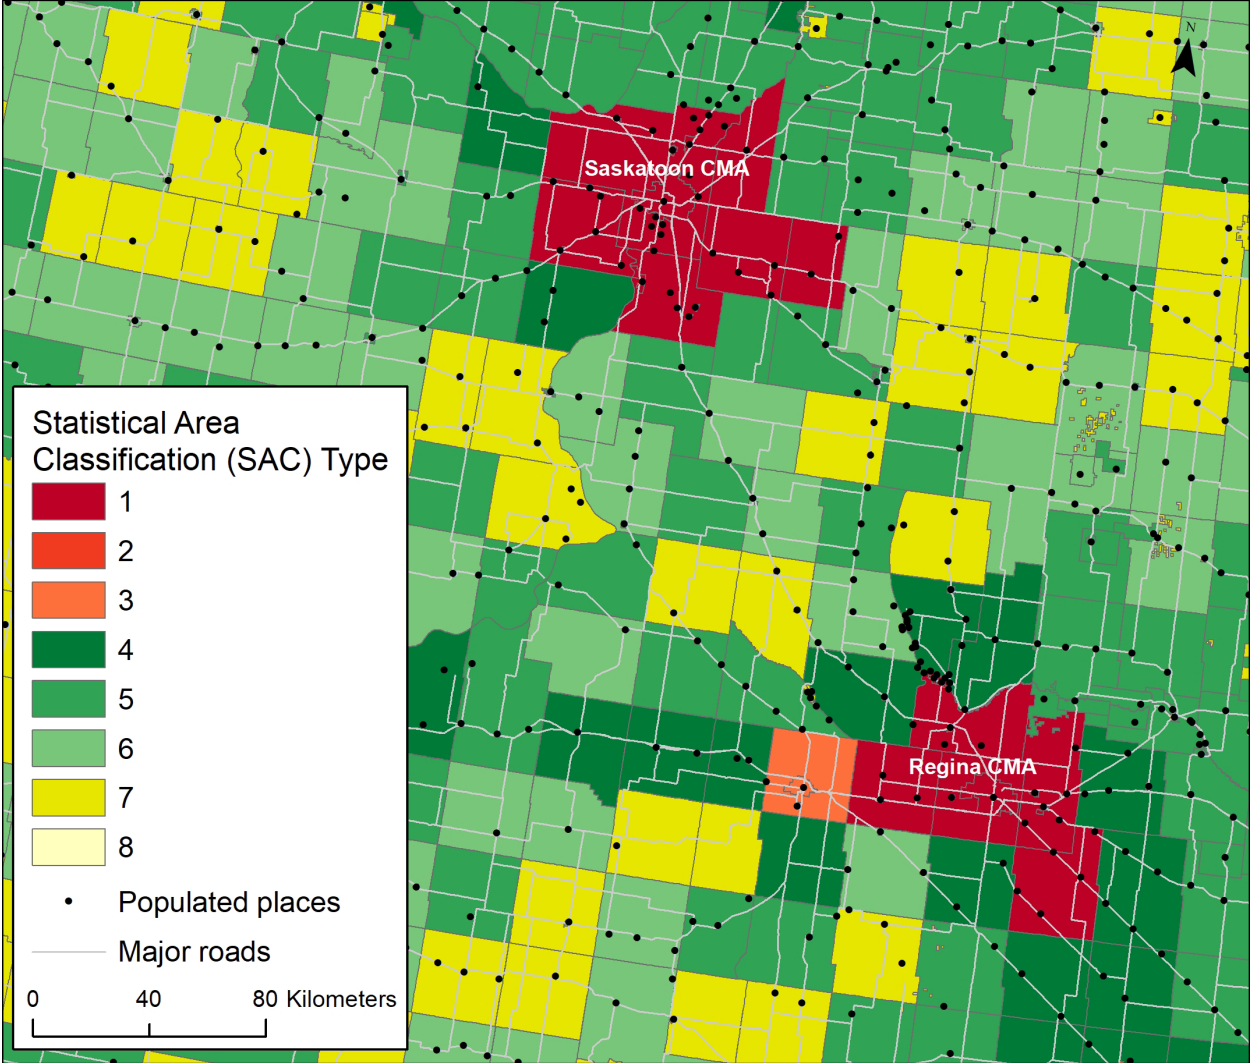 N
Saskatoon CMA
Regina CMA
Statistical Area
Classification (SAC) Type
1
2
3
4
5
6
7
8
Populated places
Major roads
0 40 80 Kilometers